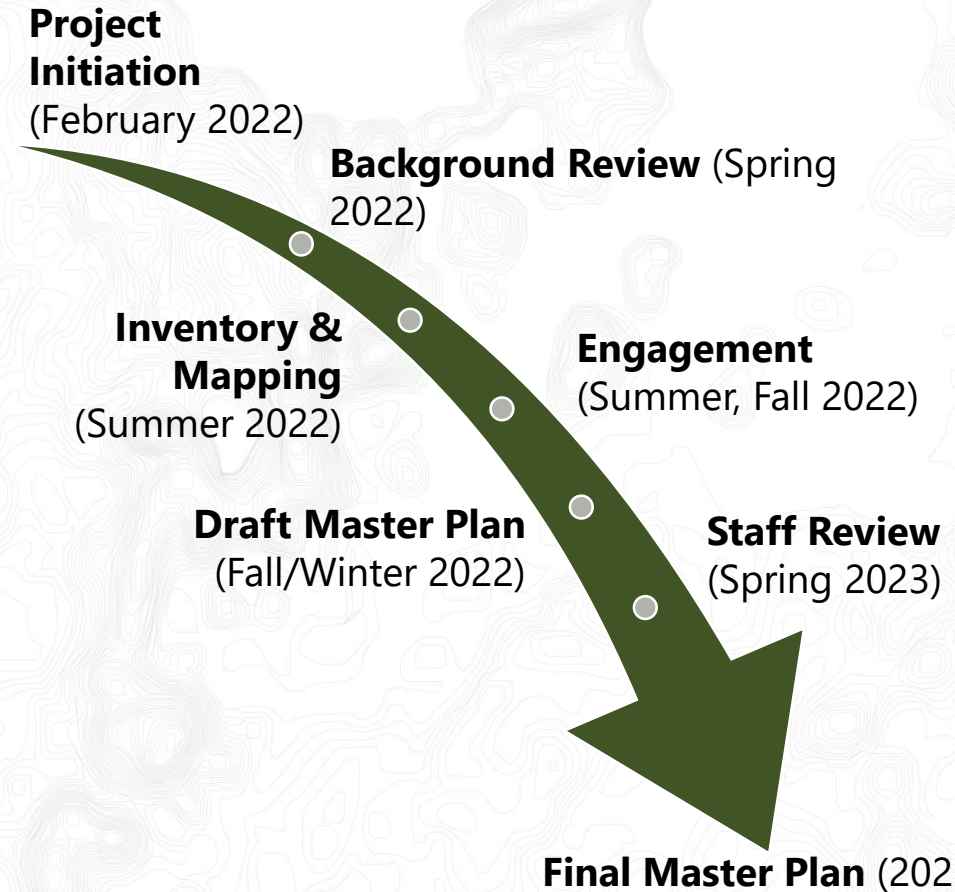 Project
Initiation
(February 2022)
Background Review (Spring
2022)
Inventory &
Mapping
(Summer 2022)
Engagement
(Summer, Fall 2022)
Draft Master Plan
(Fall/Winter 2022)
Staff Review
(Spring 2023)
Final Master Plan (202